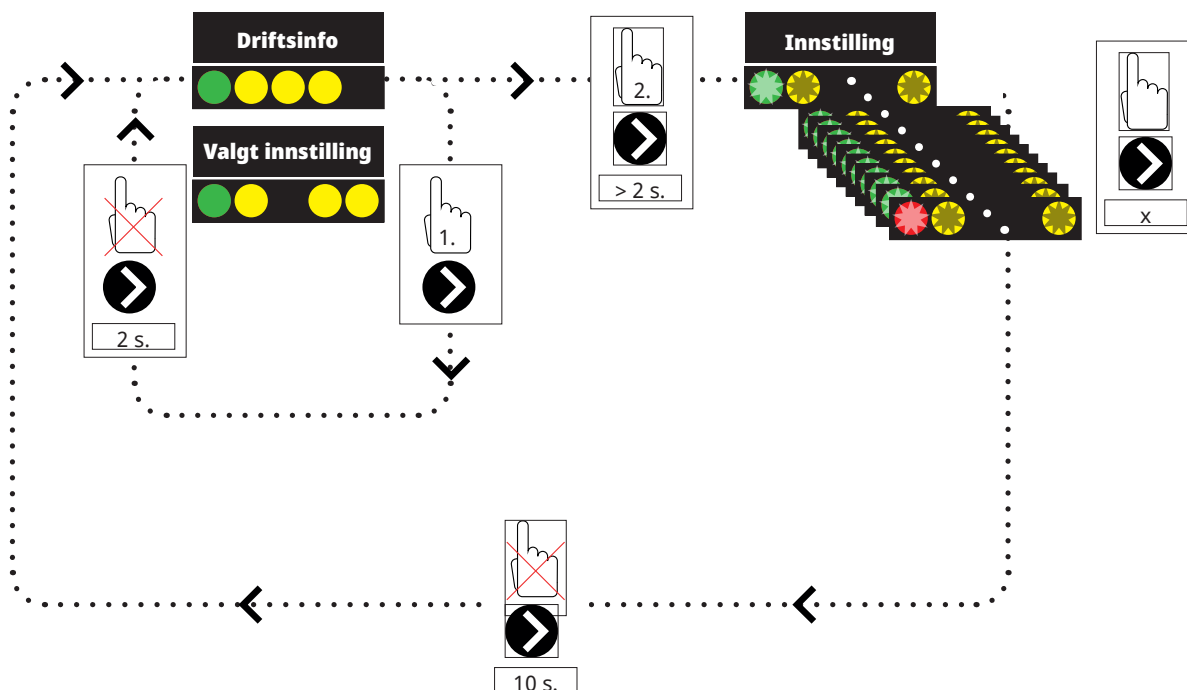 Driftsinfo
Valgt innstilling
2 s.
1.
2.
> 2 s.
Innstilling
x
10 s.